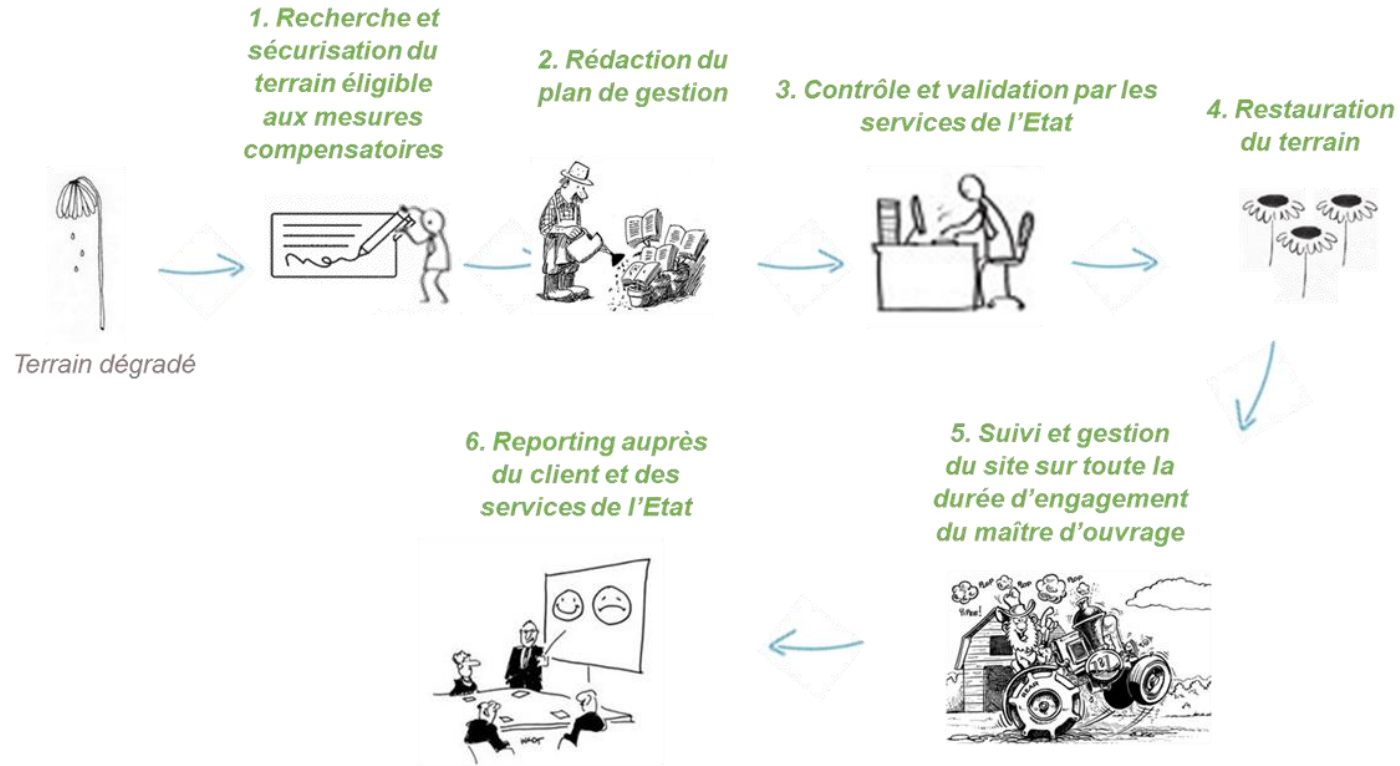 1. Recherche et
sécurisation du
terrain éligible
aux mesures
compensatoires
2. Rédaction du
plan de gestion
3. Contrôle et validation par les
services de l'Etat
4. Restauration
du terrain
Terrain dégradé
5. Suivi et gestion
du site sur toute la
durée d'engagement
du maître d'ouvrage
6. Reporting auprès
du client et des
services de l'Etat